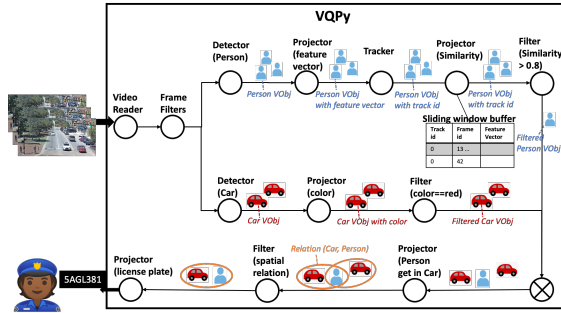 VQPy
Detector
(Person)
Projector
(feature
vector)
Tracker
Projector
(Similarity)
Filter
(Similarity
> 0.8)
Video
Reader
Frame
Filters
Person VObj
Person VObj
with feature vector
Person VObj
with track id
Person VObj
with track id
Sliding window buffer
Track
id
Frame
id
Feature
Vector
0
13 ...
0
42
Filtered
Person VObj
Detector
(Car)
Projector
(color)
Filter
(color==red)
Car VObj
Car VObj with color
Filtered Car VObj
Projector
(license plate)
Filter
(spatial
relation)
Relation (Car, Person)
Projector
(Person
get in Car)
5AGL381